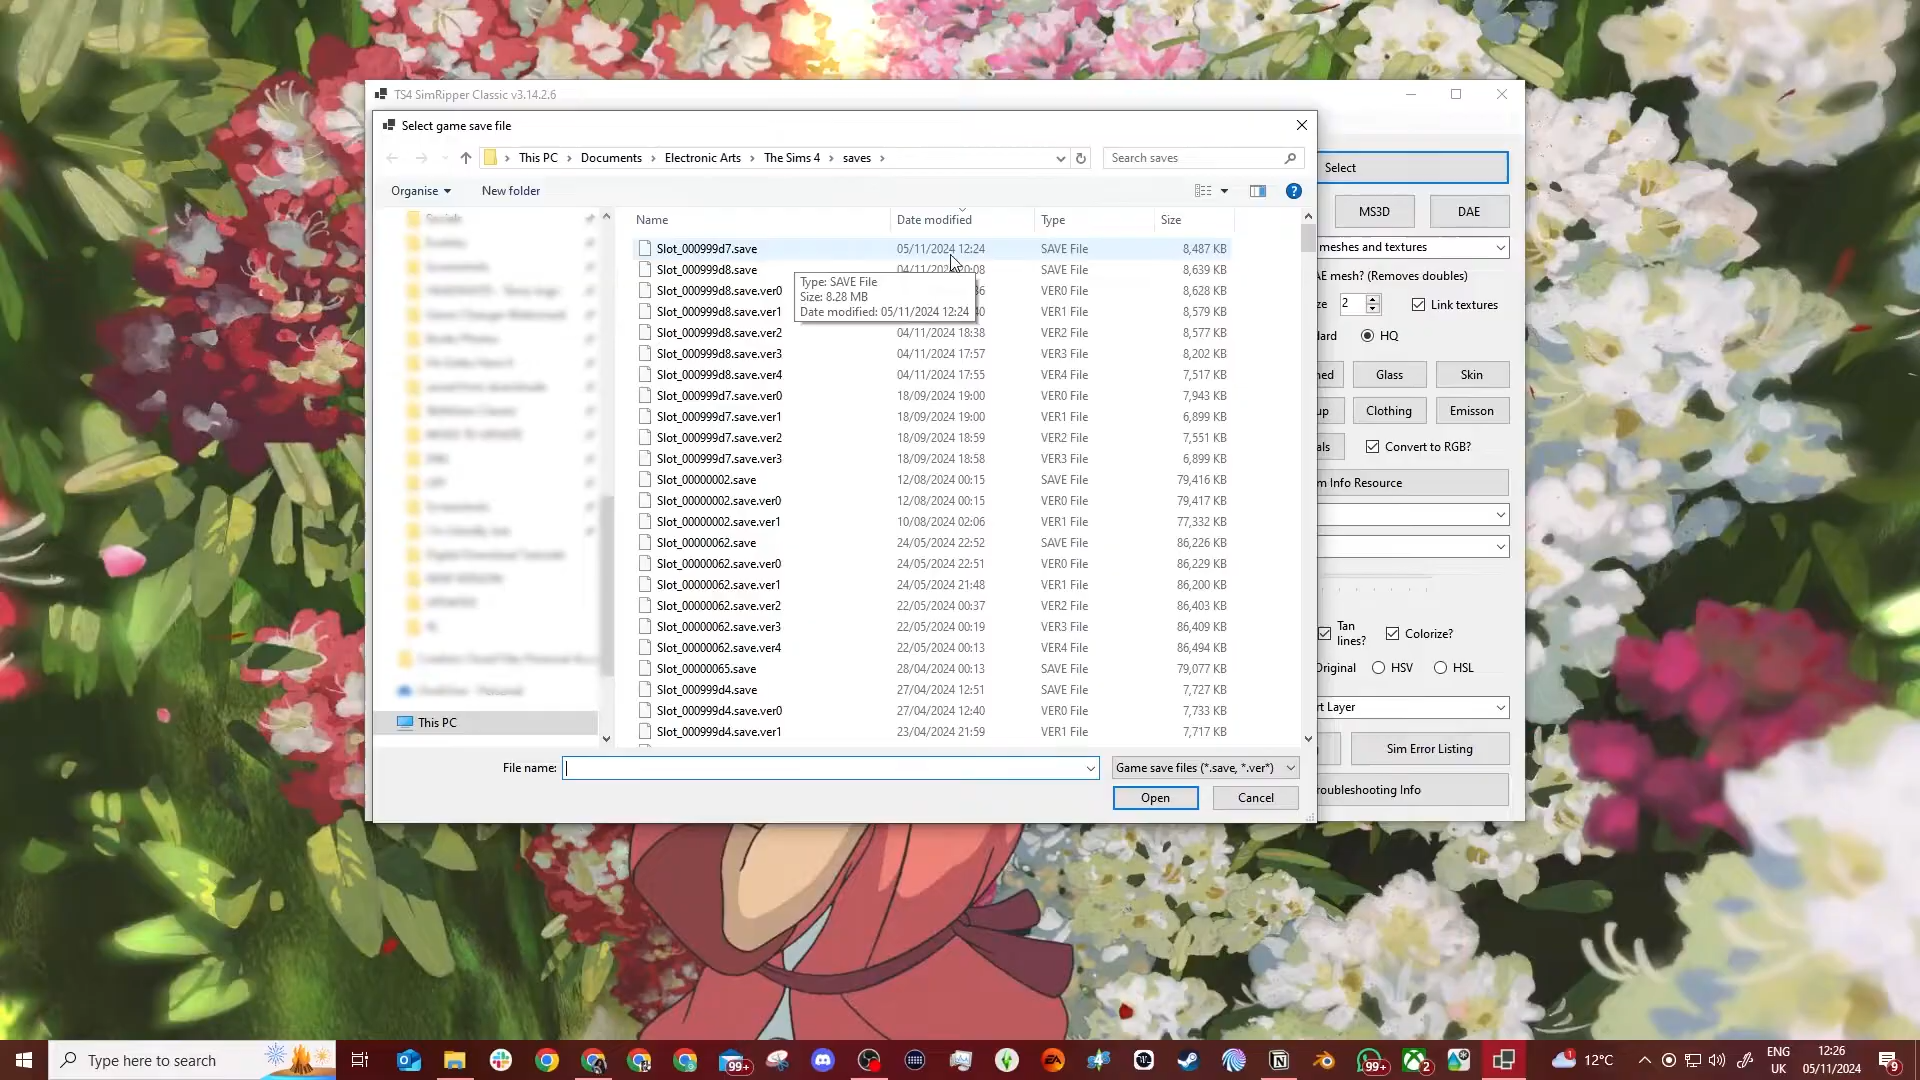 TS4 SimRipper Classic v3.14.2.6
Select game save file
This PC > Documents > Electronic Arts > The Sims 4 > saves >
Search saves
Select
Organise
New folder
MS3D
DAE
Name
Date modified
Type
Size
meshes and textures
Slot_000999d7.save 05/11/2024 12:24 SAVE File 8,487 KB
Slot_000999d8.save SAVE File 8,639 KB
AE mesh? (Removes doubles)
Type: SAVE File
Size: 8.28 MB
Date modified: 05/11/2024 12:24
Slot_000999d8.save.ver0 VER0 File 8,628 KB
ze 2 Link textures
Slot_000999d8.save.ver1 VER1 File 8,579 KB
Slot_000999d8.save.ver2 04/11/2024 18:38 VER2 File 8,577 KB
dard HQ
Slot_000999d8.save.ver3 04/11/2024 17:57 VER3 File 8,202 KB
Slot_000999d8.save.ver4 04/11/2024 17:55 VER4 File 7,517 KB
ned Glass Skin
Slot_000999d7.save.ver0 18/09/2024 19:00 VER0 File 7,943 KB
Slot_000999d7.save.ver1 18/09/2024 19:00 VER1 File 6,899 KB
up Clothing Emisson
Slot_000999d7.save.ver2 18/09/2024 18:59 VER2 File 7,551 KB
als Convert to RGB?
Slot_000999d7.save.ver3 18/09/2024 18:58 VER3 File 6,899 KB
Slot_00000002.save 12/08/2024 00:15 SAVE File 79,416 KB
m Info Resource
Slot_00000002.save.ver0 12/08/2024 00:15 VER0 File 79,417 KB
Slot_00000002.save.ver1 10/08/2024 02:06 VER1 File 77,332 KB
Slot_00000062.save 24/05/2024 22:52 SAVE File 86,226 KB
Slot_00000062.save.ver0 24/05/2024 22:51 VER0 File 86,229 KB
Slot_00000062.save.ver1 24/05/2024 21:48 VER1 File 86,200 KB
Slot_00000062.save.ver2 22/05/2024 00:37 VER2 File 86,403 KB
Slot_00000062.save.ver3 22/05/2024 00:19 VER3 File 86,409 KB
Tan
lines?
Colorize?
Slot_00000062.save.ver4 22/05/2024 00:13 VER4 File 86,494 KB
Slot_00000065.save 28/04/2024 00:13 SAVE File 79,077 KB
Original HSV HSL
Slot_000999d4.save 27/04/2024 12:51 SAVE File 7,727 KB
Slot_000999d4.save.ver0 27/04/2024 12:40 VER0 File 7,733 KB
rt Layer
This PC
Slot_000999d4.save.ver1 23/04/2024 21:59 VER1 File 7,717 KB
Sim Error Listing
File name:
Game save files (*.save, *.ver*)
Open
Cancel
roubleshooting Info
Type here to search
99+
EA
99+
2
1
12°C
ENG
UK
12:26
05/11/2024
9